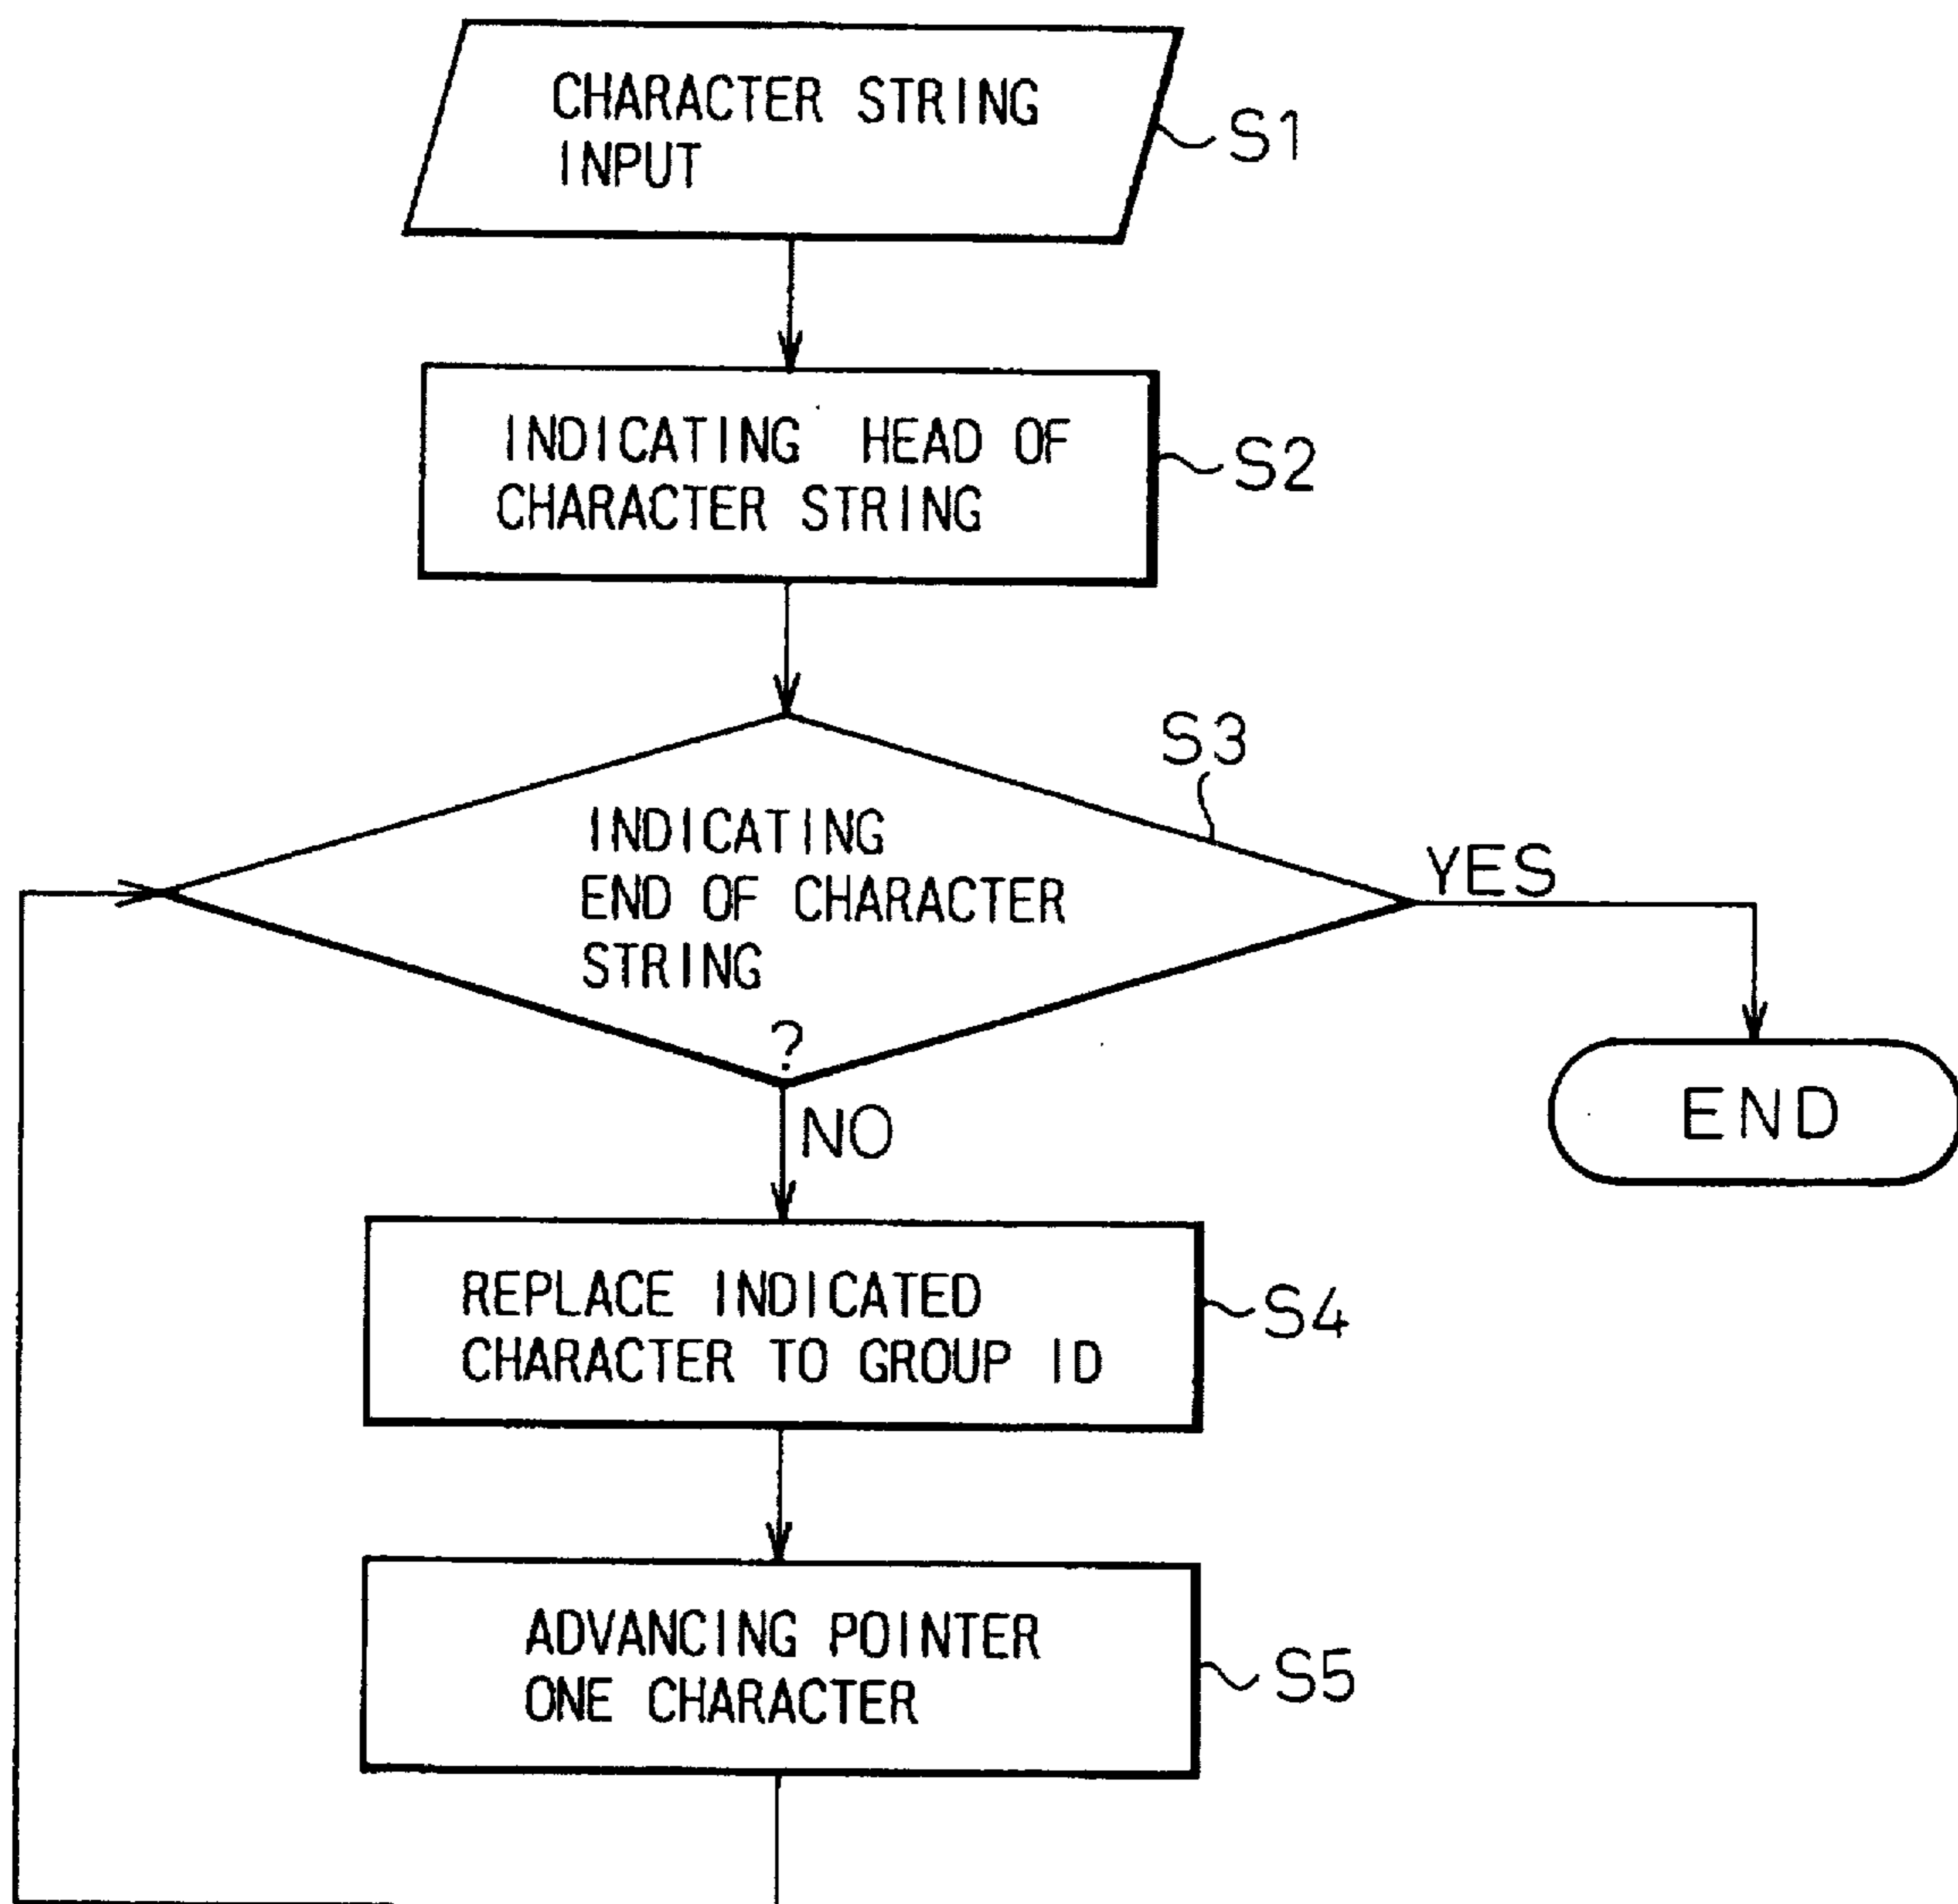 CHARACTER STRING
INPUT
S1
INDICATING HEAD OF
CHARACTER STRING
S2
S3
INDICATING
END OF CHARACTER
STRING
?
YES
END
NO
REPLACE INDICATED
CHARACTER TO GROUP ID
S4
ADVANCING POINTER
ONE CHARACTER
S5